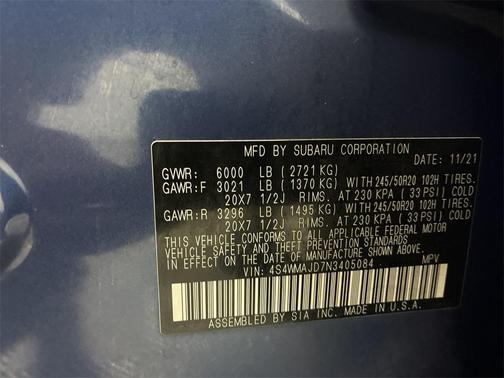 MFD BY SUBARU CORPORATION
DATE: 11/21
GVWR: 6000 LB (2721 KG)
GAWR:F 3021 LB (1370 KG) WITH 245/50R20 102H TIRES.
20X7 1/2J RIMS. AT 230 KPA (33 PSI) COLD
GAWR:R 3296 LB (1495 KG) WITH 245/50R20 102H TIRES.
20X7 1/2J RIMS. AT 230 KPA (33 PSI) COLD
THIS VEHICLE CONFORMS TO ALL APPLICABLE FEDERAL MOTOR
VEHICLE SAFETY, BUMPER, AND THEFT PREVENTION STANDARDS
IN EFFECT ON THE DATE OF MANUFACTURE SHOWN ABOVE.
VIN: 4S4WMAJD7N3405084 MPV
ASSEMBLED BY SIA INC. MADE IN U.S.A.